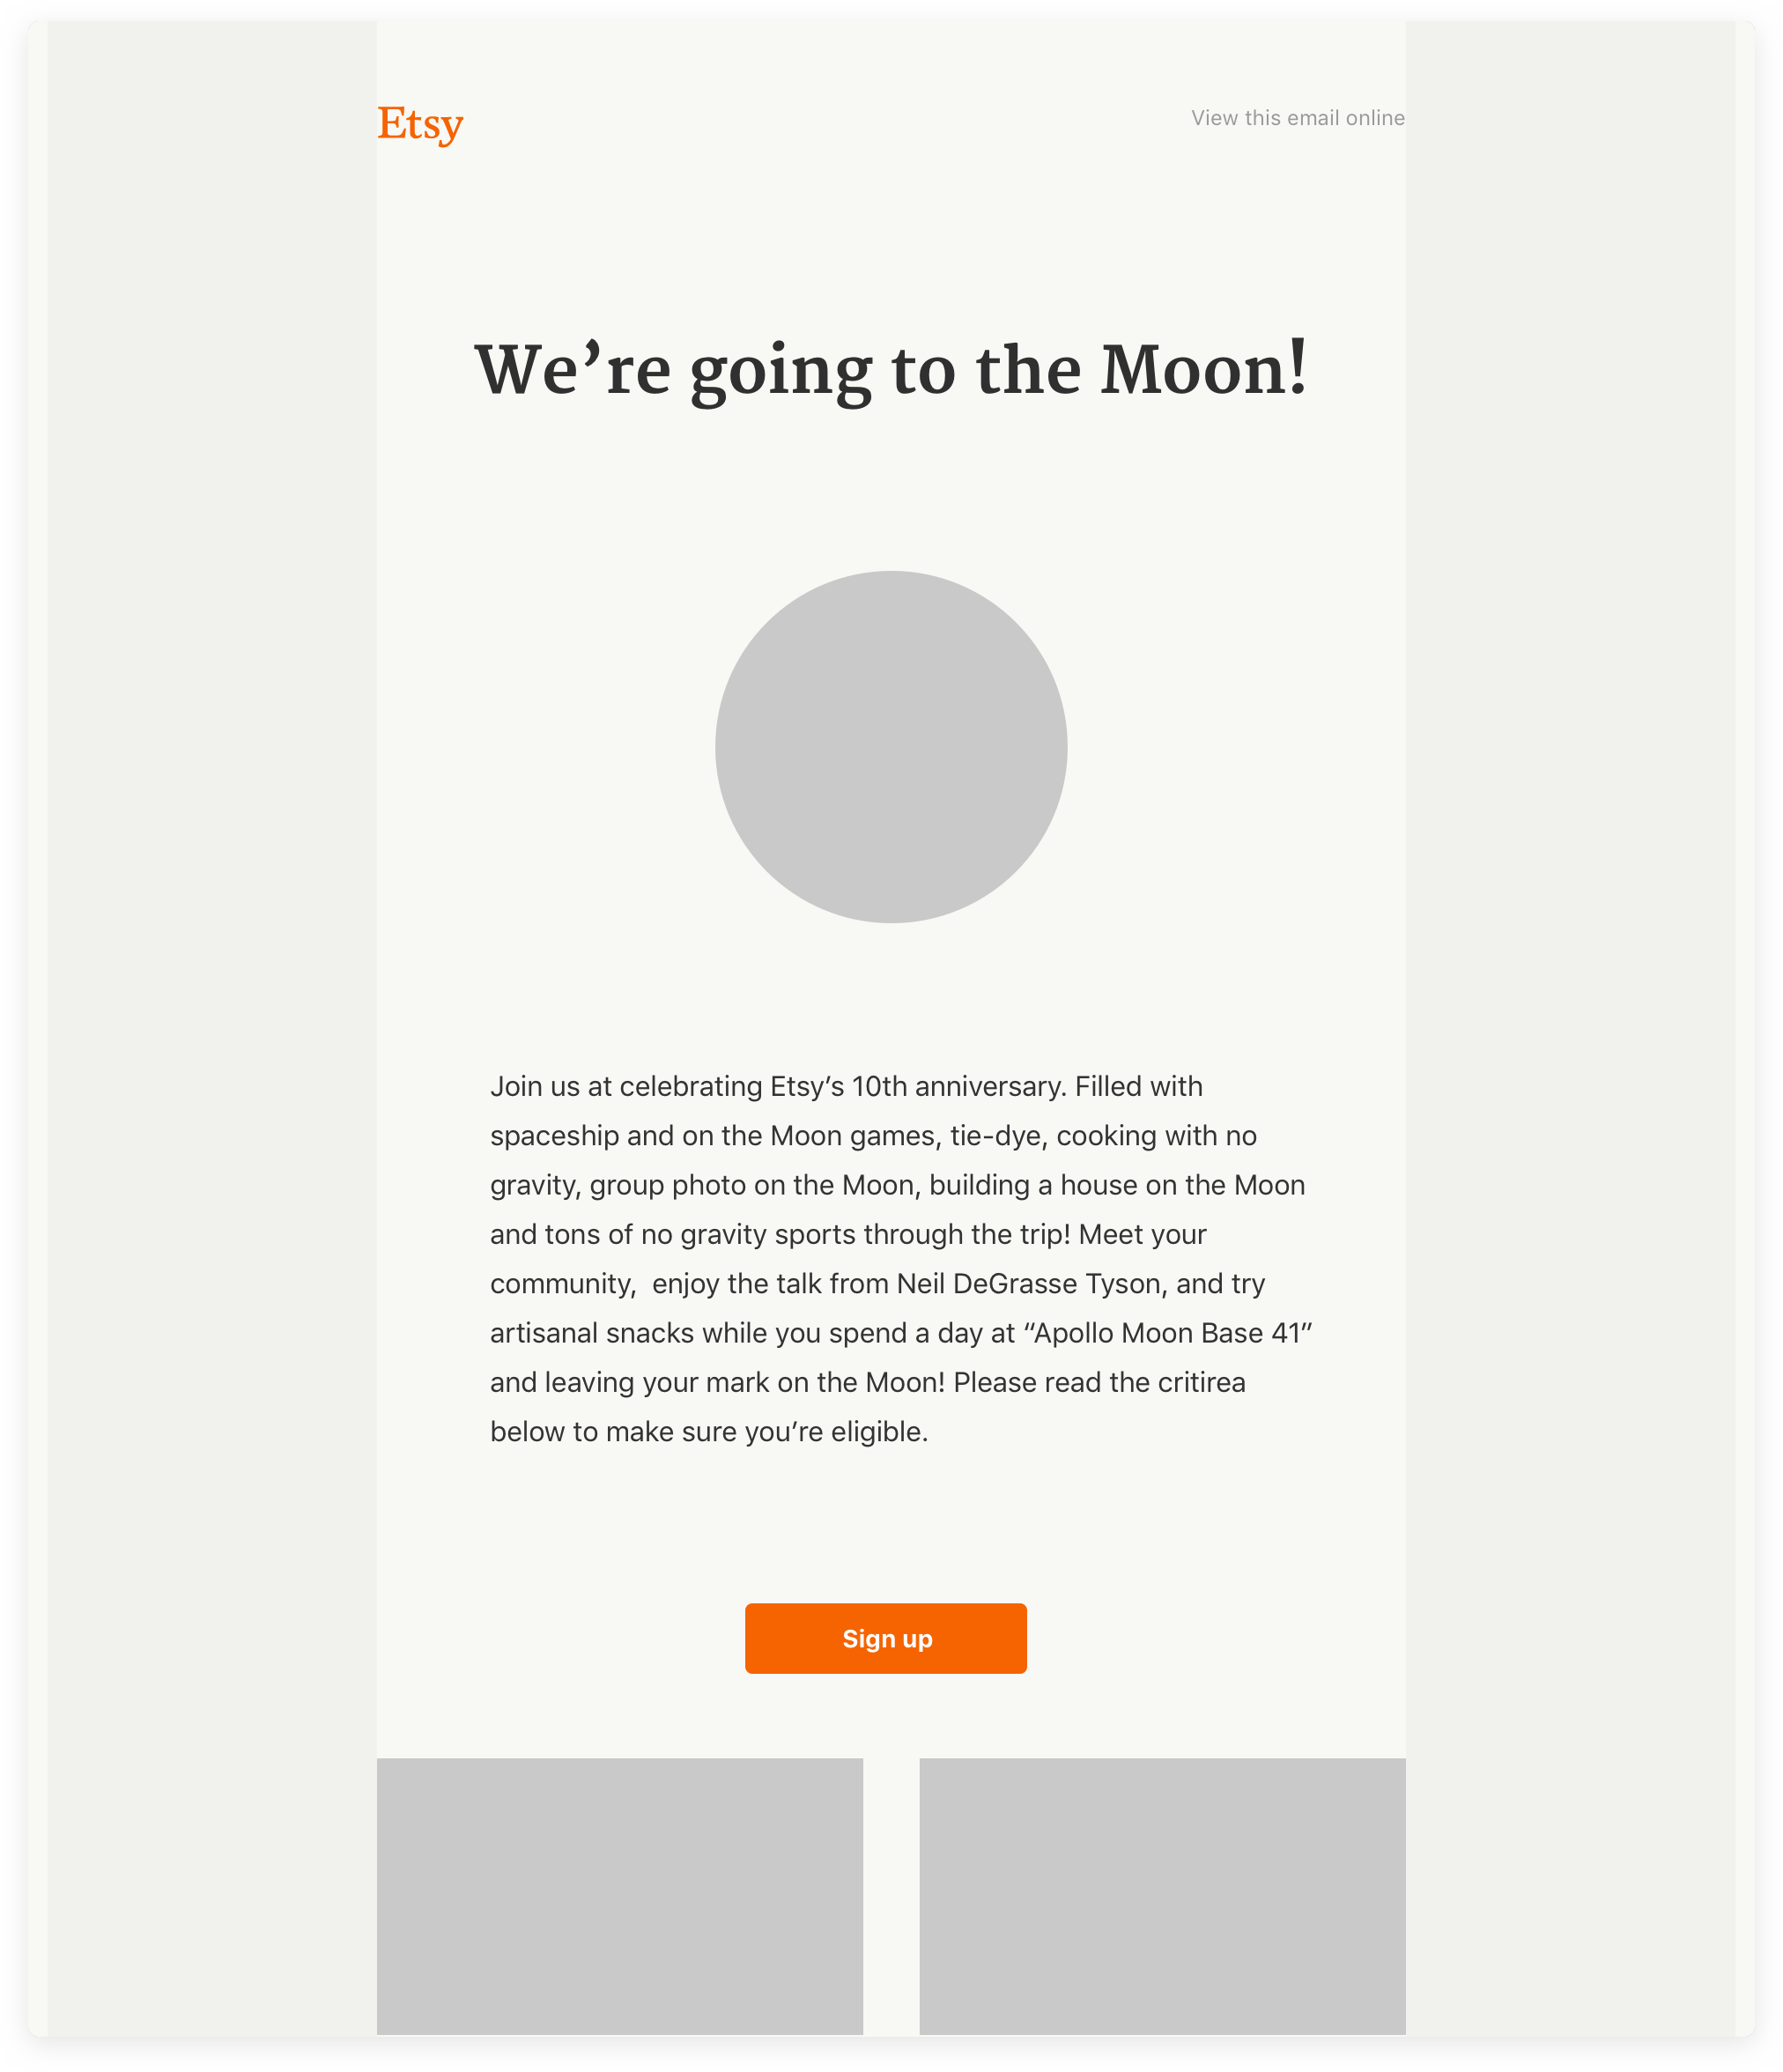 Etsy
View this email online
We’re going to the Moon!
Join us at celebrating Etsy’s 10th anniversary. Filled with
spaceship and on the Moon games, tie-dye, cooking with no
gravity, group photo on the Moon, building a house on the Moon
and tons of no gravity sports through the trip! Meet your
community,  enjoy the talk from Neil DeGrasse Tyson, and try
artisanal snacks while you spend a day at “Apollo Moon Base 41”
and leaving your mark on the Moon! Please read the critirea
below to make sure you’re eligible.
Sign up